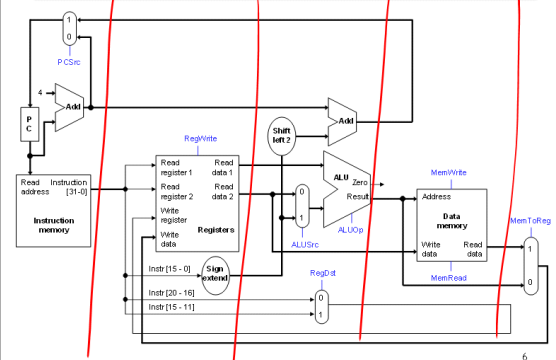 1
0
PCSrc
4
Add
P
C
Add
Shift
left 2
RegWrite
Read
address
Instruction
[31-0]
Instruction
memory
Read
register 1
Read
data 1
Read
register 2
Read
data 2
Write
register
Write
data
Registers
0
1
ALUSrc
ALU
Zero
Result
ALUOp
MemWrite
Address
Data
memory
Write
data
Read
data
MemRead
MemToReg
1
0
Instr [15 - 0]
Sign
extend
RegDst
Instr [20 - 16]
0
Instr [15 - 11]
1
6